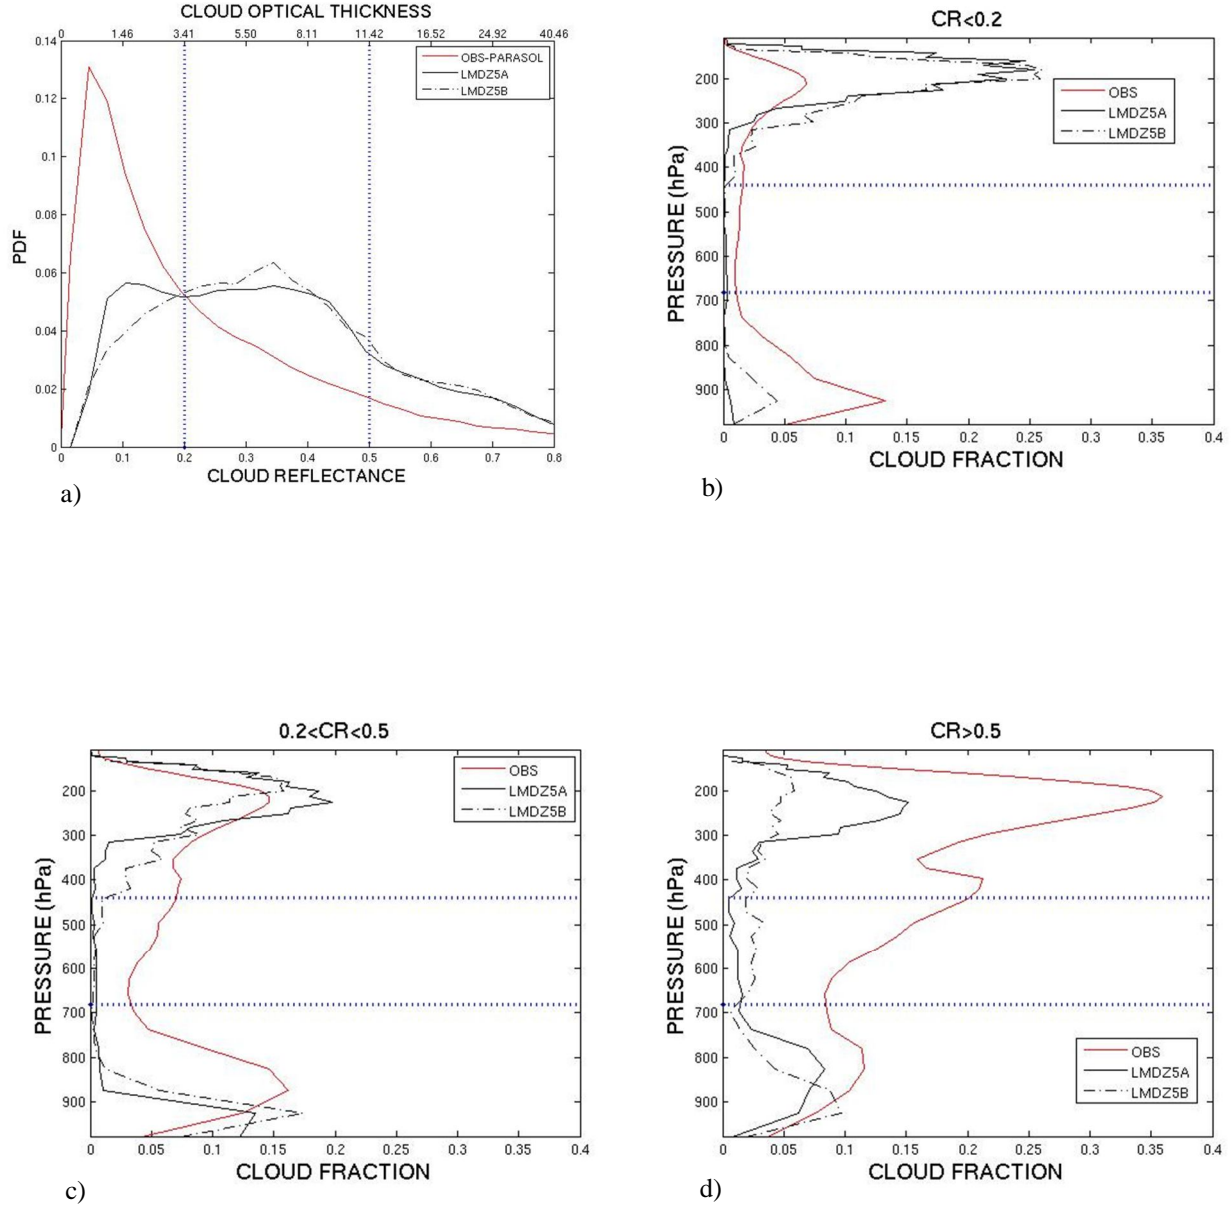 CLOUD OPTICAL THICKNESS
0 1.46 3.41 5.50 8.11 11.42 16.52 24.92 40.46
0.14
0.12
0.1
0.08
0.06
0.04
0.02
0
PDF
OBS-PARASOL
LMDZ5A
LMDZ5B
0 0.1 0.2 0.3 0.4 0.5 0.6 0.7 0.8
CLOUD REFLECTANCE
a)
CR<0.2
200
300
400
500
600
700
800
900
PRESSURE (hPa)
OBS
LMDZ5A
LMDZ5B
0 0.05 0.1 0.15 0.2 0.25 0.3 0.35 0.4
CLOUD FRACTION
b)
0.2<CR<0.5
200
300
400
500
600
700
800
900
PRESSURE (hPa)
OBS
LMDZ5A
LMDZ5B
0 0.05 0.1 0.15 0.2 0.25 0.3 0.35 0.4
CLOUD FRACTION
c)
CR>0.5
200
300
400
500
600
700
800
900
PRESSURE (hPa)
OBS
LMDZ5A
LMDZ5B
0 0.05 0.1 0.15 0.2 0.25 0.3 0.35 0.4
CLOUD FRACTION
d)